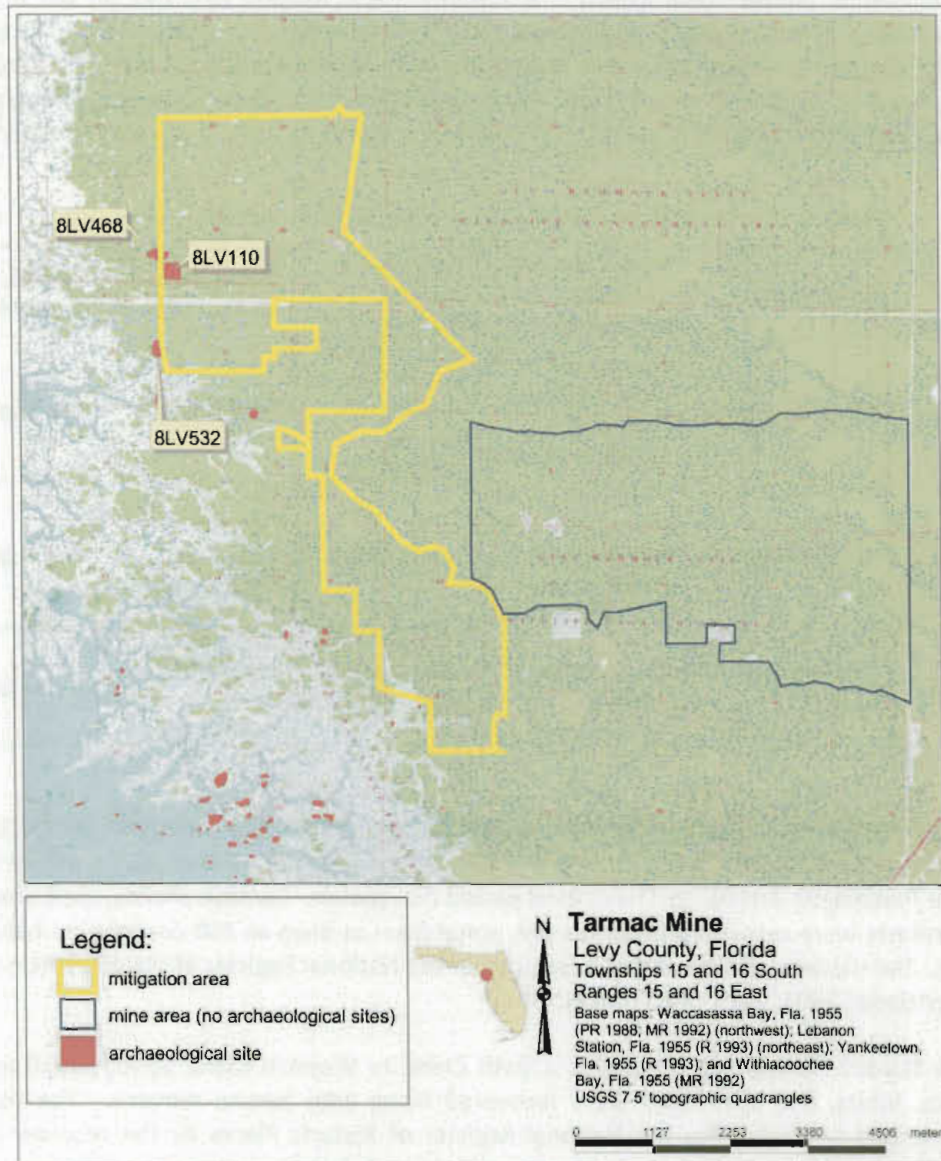 8LV468
8LV110
8LV532
Legend:
mitigation area
mine area (no archaeological sites)
archaeological site
N
Tarmac Mine
Levy County, Florida
Townships 15 and 16 South
Ranges 15 and 16 East
Base maps: Waccasassa Bay, Fla. 1955
(PR 1988; MR 1992) (northwest); Lebanon
Station, Fla. 1955 (R 1993) (northeast); Yankeetown,
Fla. 1955 (R 1993), and Withlacoochee
Bay, Fla. 1955 (MR 1992)
USGS 7.5' topographic quadrangles
0 1127 2253 3380 4506 meters